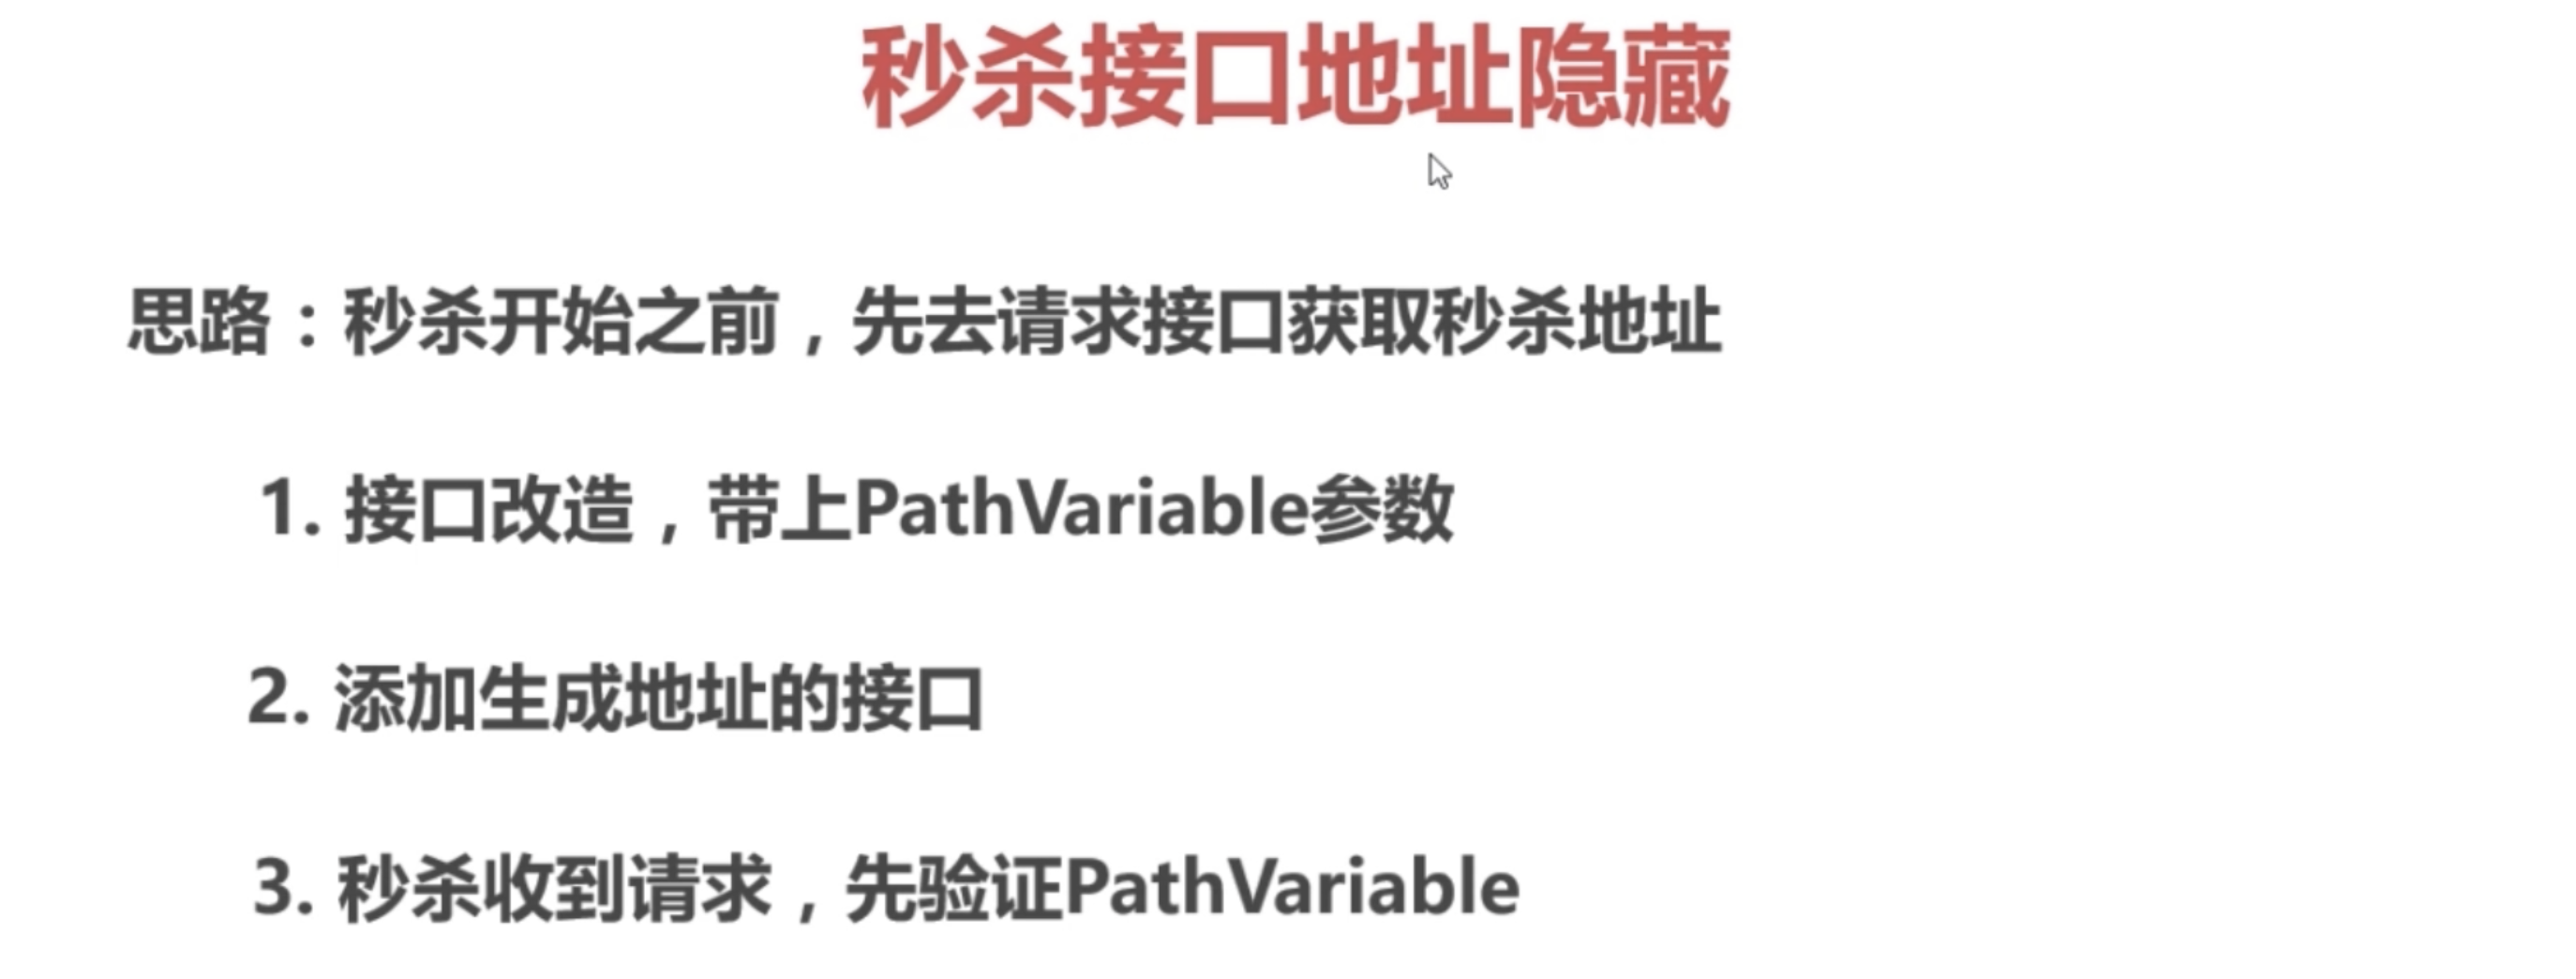 秒杀接口地址隐藏
思路：秒杀开始之前，先去请求接口获取秒杀地址
1. 接口改造，带上PathVariable参数
2. 添加生成地址的接口
3. 秒杀收到请求，先验证PathVariable